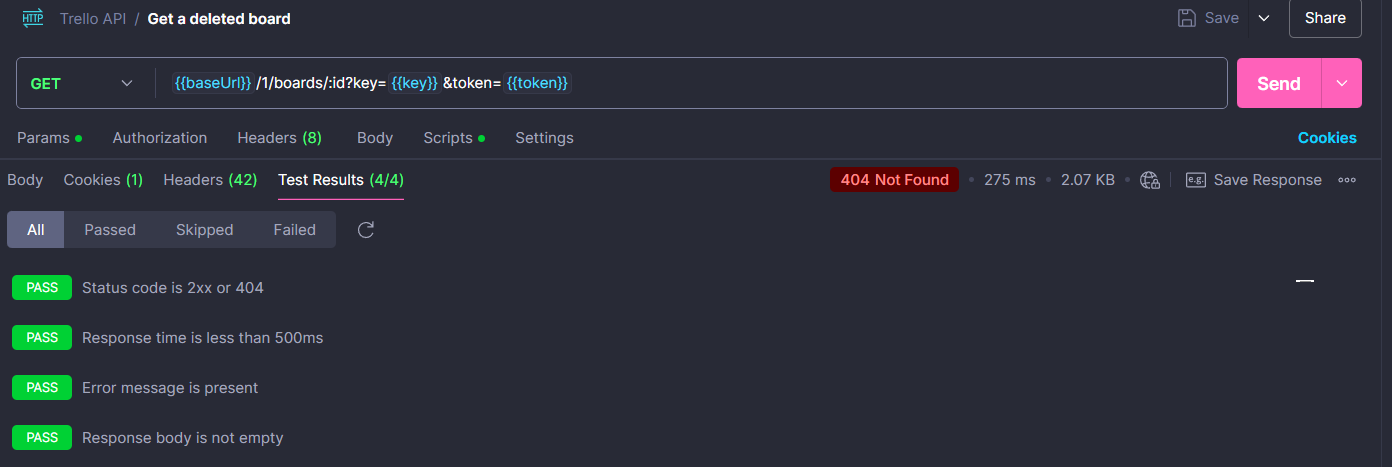 HTTP Trello API / Get a deleted board Save Share
GET {{baseUrl}}/1/boards/:id?key={{key}}&token={{token}} Send
Params Authorization Headers (8) Body Scripts Settings Cookies
Body Cookies (1) Headers (42) Test Results (4/4) 404 Not Found 275 ms 2.07 KB e.g. Save Response
All Passed Skipped Failed
PASS Status code is 2xx or 404
PASS Response time is less than 500ms
PASS Error message is present
PASS Response body is not empty